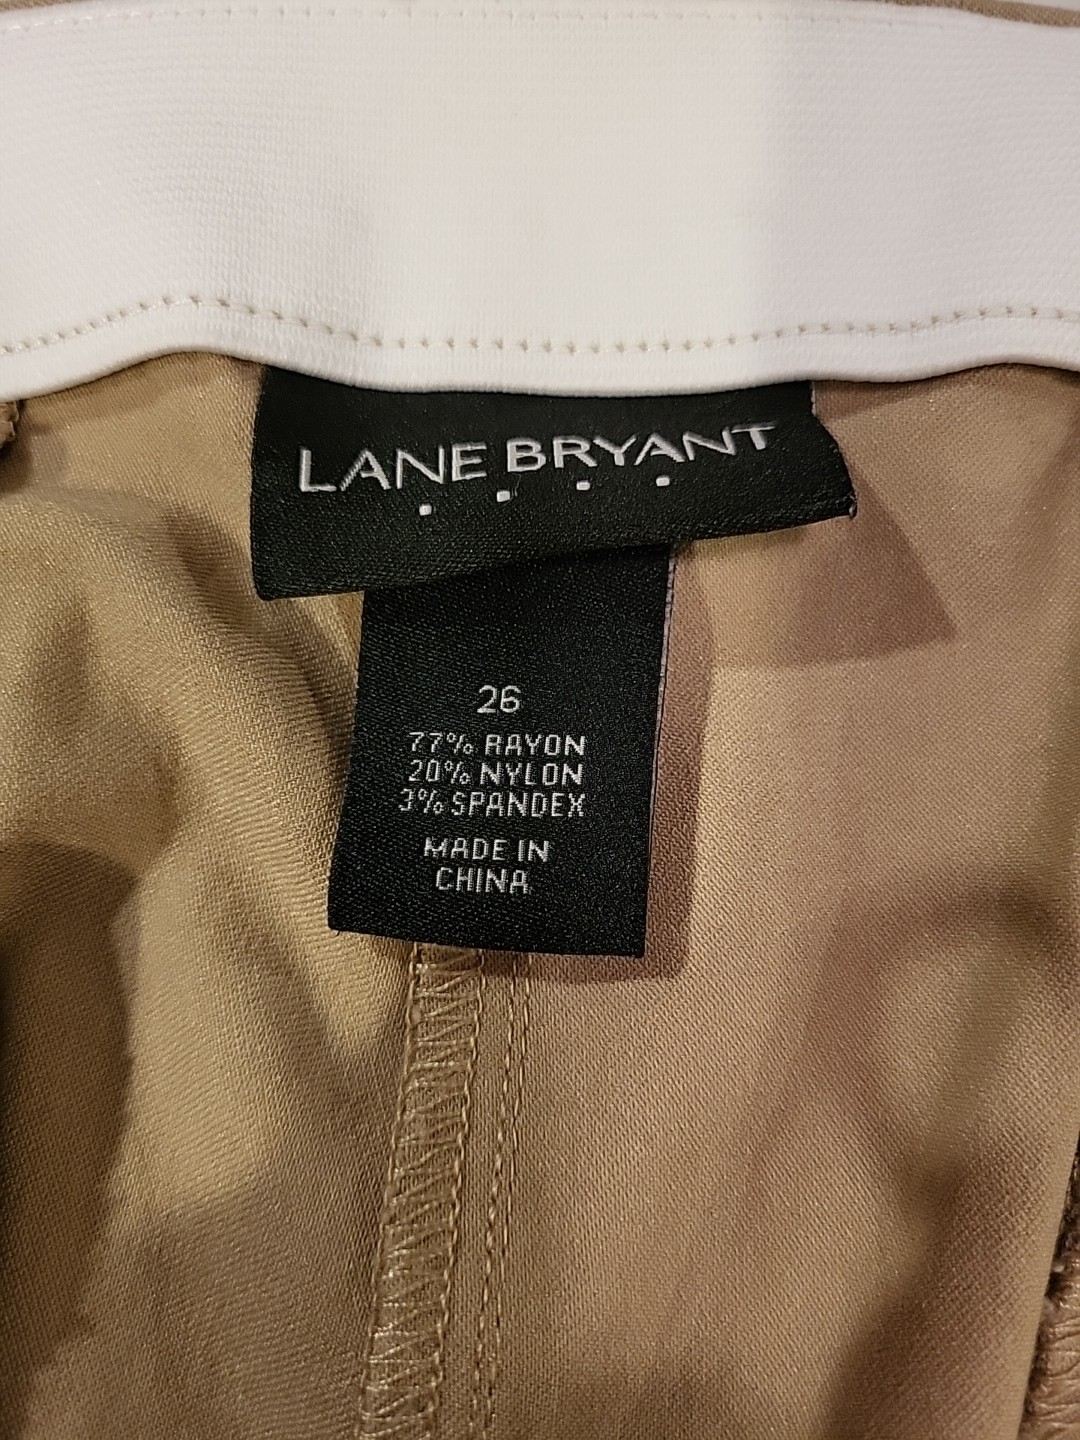 LANE BRYANT
26
77% RAYON
20% NYLON
3% SPANDEX
MADE IN
CHINA